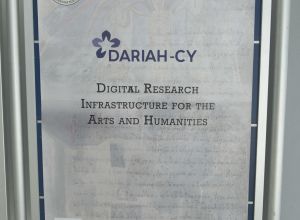 DARIAH-CY
DIGITAL RESEARCH
INFRASTRUCTURE FOR THE
ARTS AND HUMANITIES